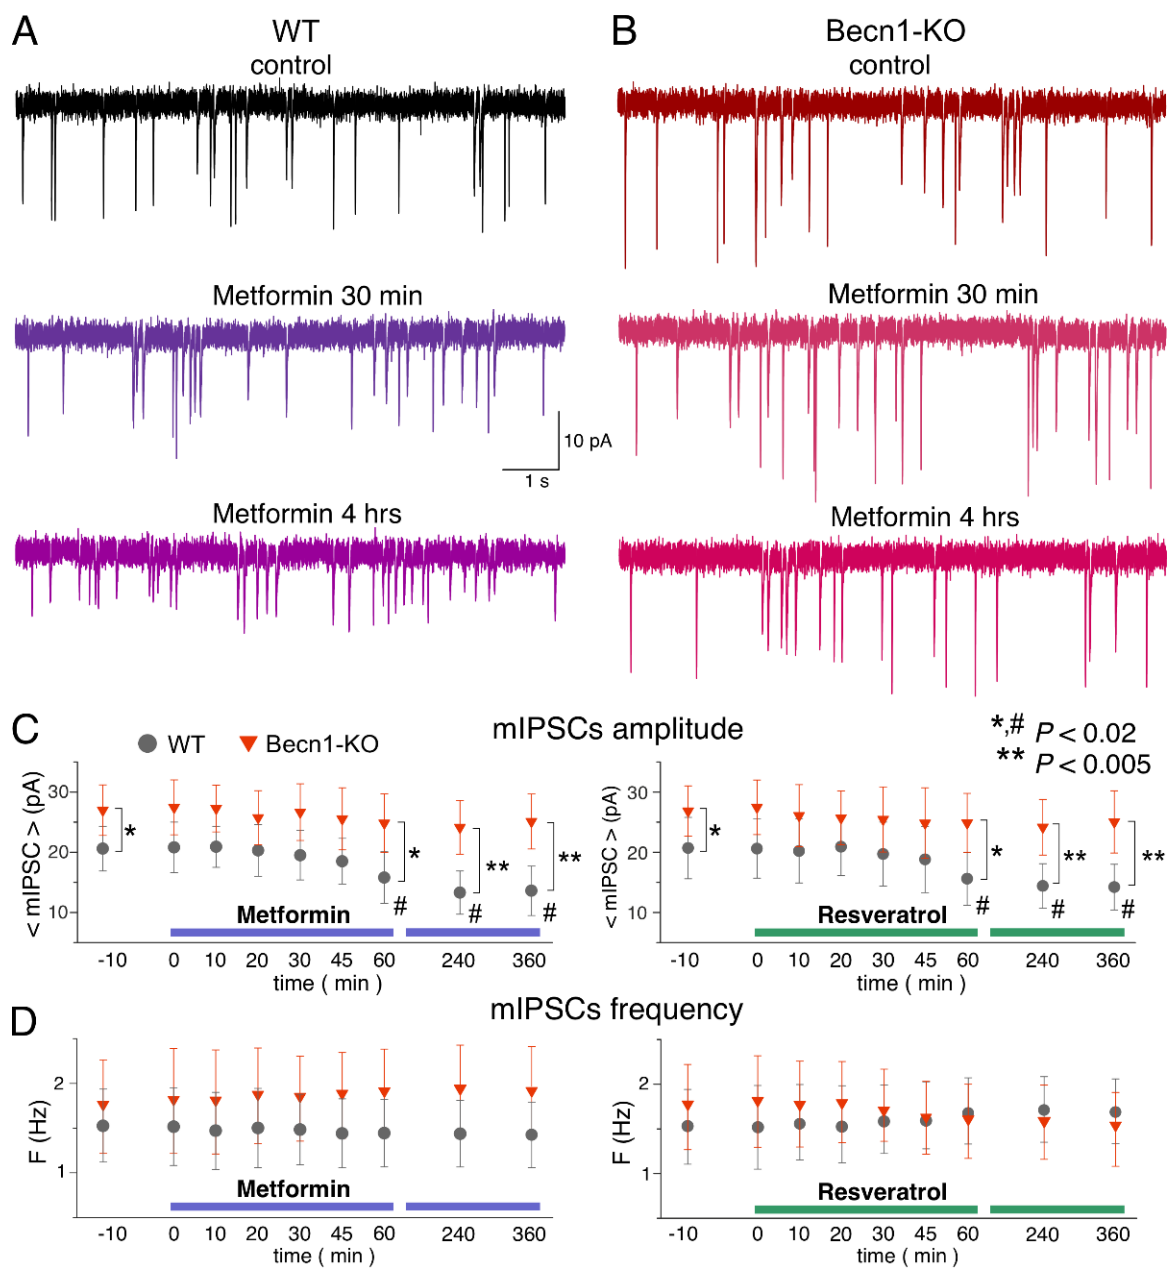 A
WT
control
Metformin 30 min
10 pA
1 s
Metformin 4 hrs
B
Becn1-KO
control
Metformin 30 min
Metformin 4 hrs
C
mIPSCs amplitude
WT
Becn1-KO
*,# P < 0.02
** P < 0.005
< mIPSC > (pA)
30
20
10
*
*
**
**
#
#
#
Metformin
-10 0 10 20 30 45 60 240 360
time ( min )
< mIPSC > (pA)
30
20
10
*
*
**
**
#
#
#
Resveratrol
-10 0 10 20 30 45 60 240 360
time ( min )
D
mIPSCs frequency
F (Hz)
2
1
Metformin
-10 0 10 20 30 45 60 240 360
time ( min )
F (Hz)
2
1
Resveratrol
-10 0 10 20 30 45 60 240 360
time ( min )